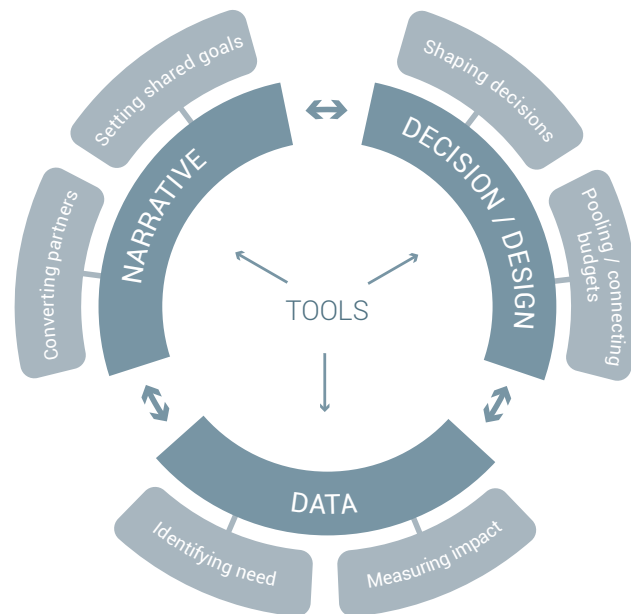 Setting shared goals
Converting partners
NARRATIVE
Shaping decisions
Pooling / connecting
budgets
DECISION / DESIGN
TOOLS
DATA
Identifying need
Measuring impact